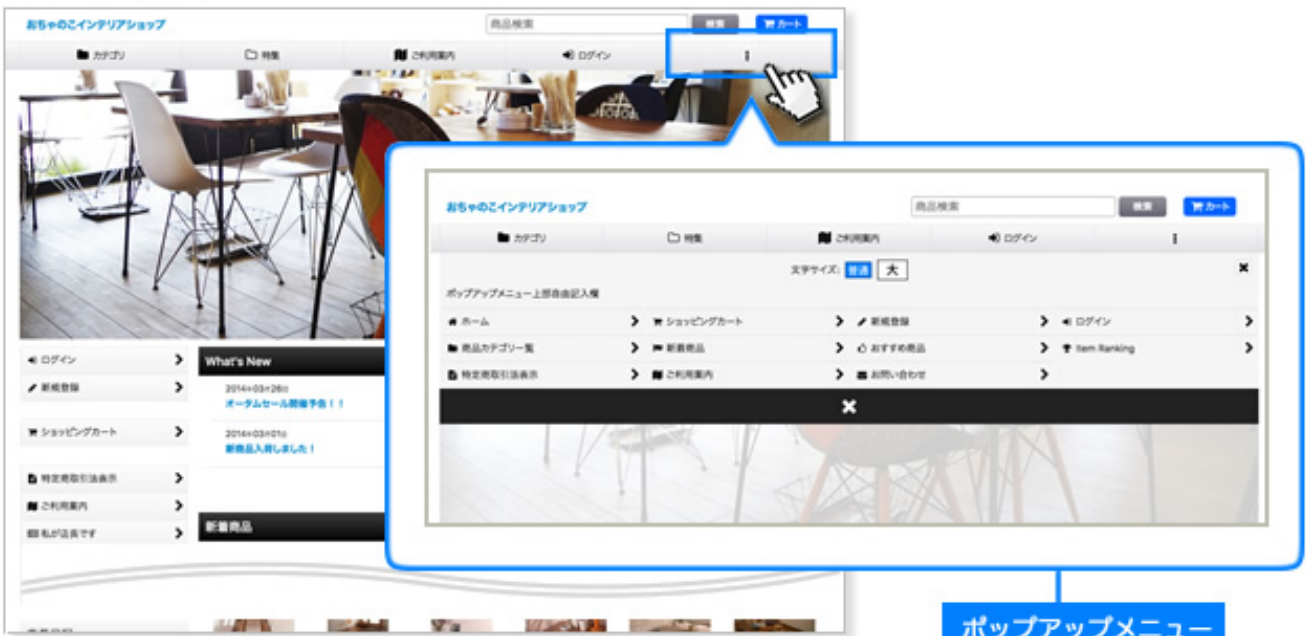 おちゃのこインテリアショップ
商品検索 検索 カート
カテゴリ 特集 ご利用案内 ログイン
おちゃのこインテリアショップ
商品検索 検索 カート
カテゴリ 特集 ご利用案内 ログイン
文字サイズ: 普通 大
ポップアップメニュー上部自由記入欄
ホーム ショッピングカート 新規登録 ログイン
商品カテゴリー一覧 新着商品 おすすめ商品 Item Ranking
特定商取引法表示 ご利用案内 お問い合わせ
ログイン
新規登録
ショッピングカート
特定商取引法表示
ご利用案内
私が店長です
What's New
2014年03月26日
オータムセール開催予告！！
2014年03月01日
新商品入荷しました！
新着商品
ポップアップメニュー